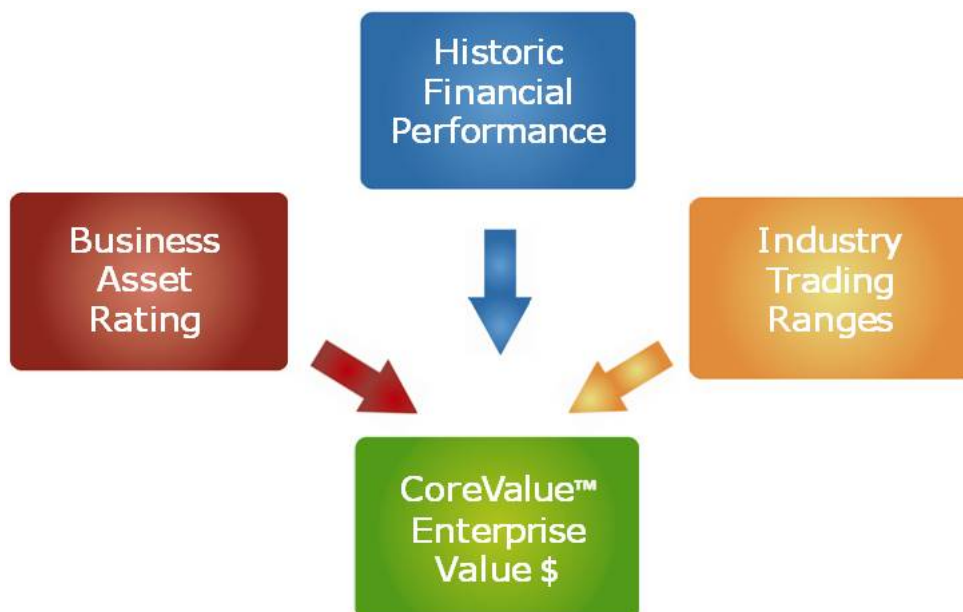 Historic
Financial
Performance
Business
Asset
Rating
Industry
Trading
Ranges
CoreValue™
Enterprise
Value $